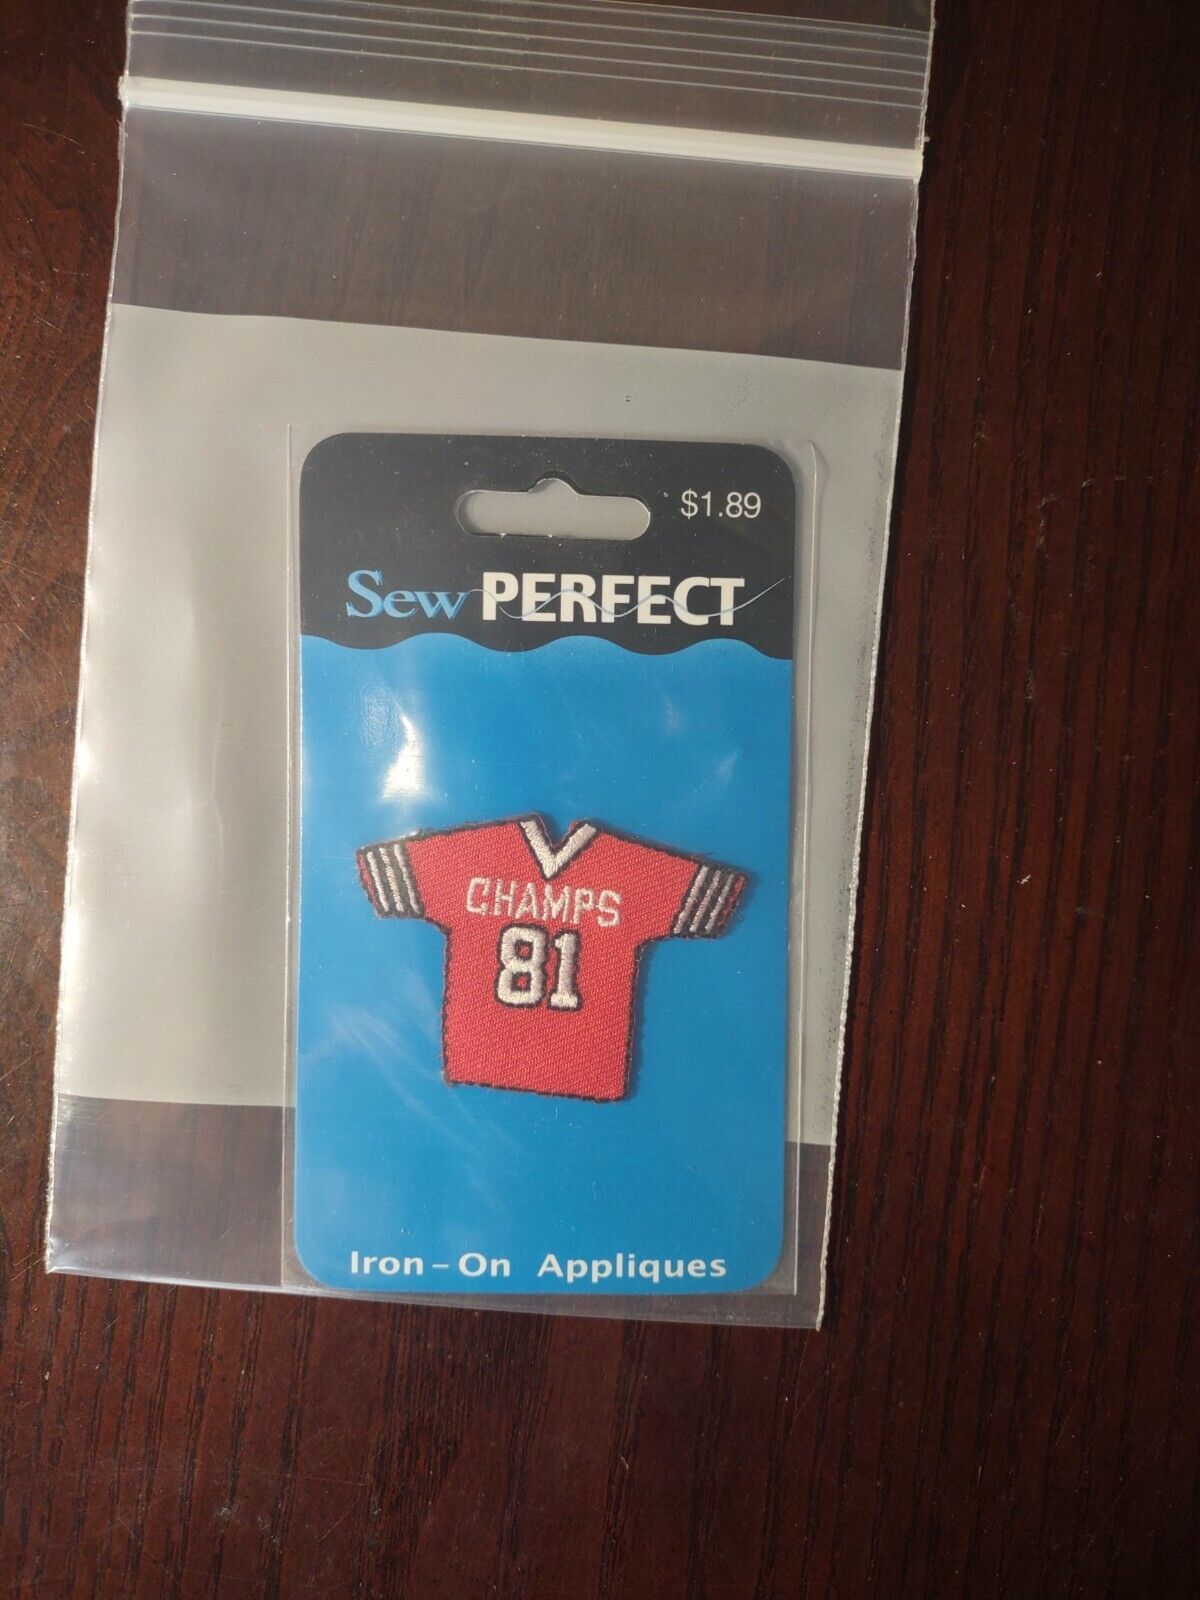 $1.89
Sew PERFECT
CHAMPS
81
Iron-On Appliques